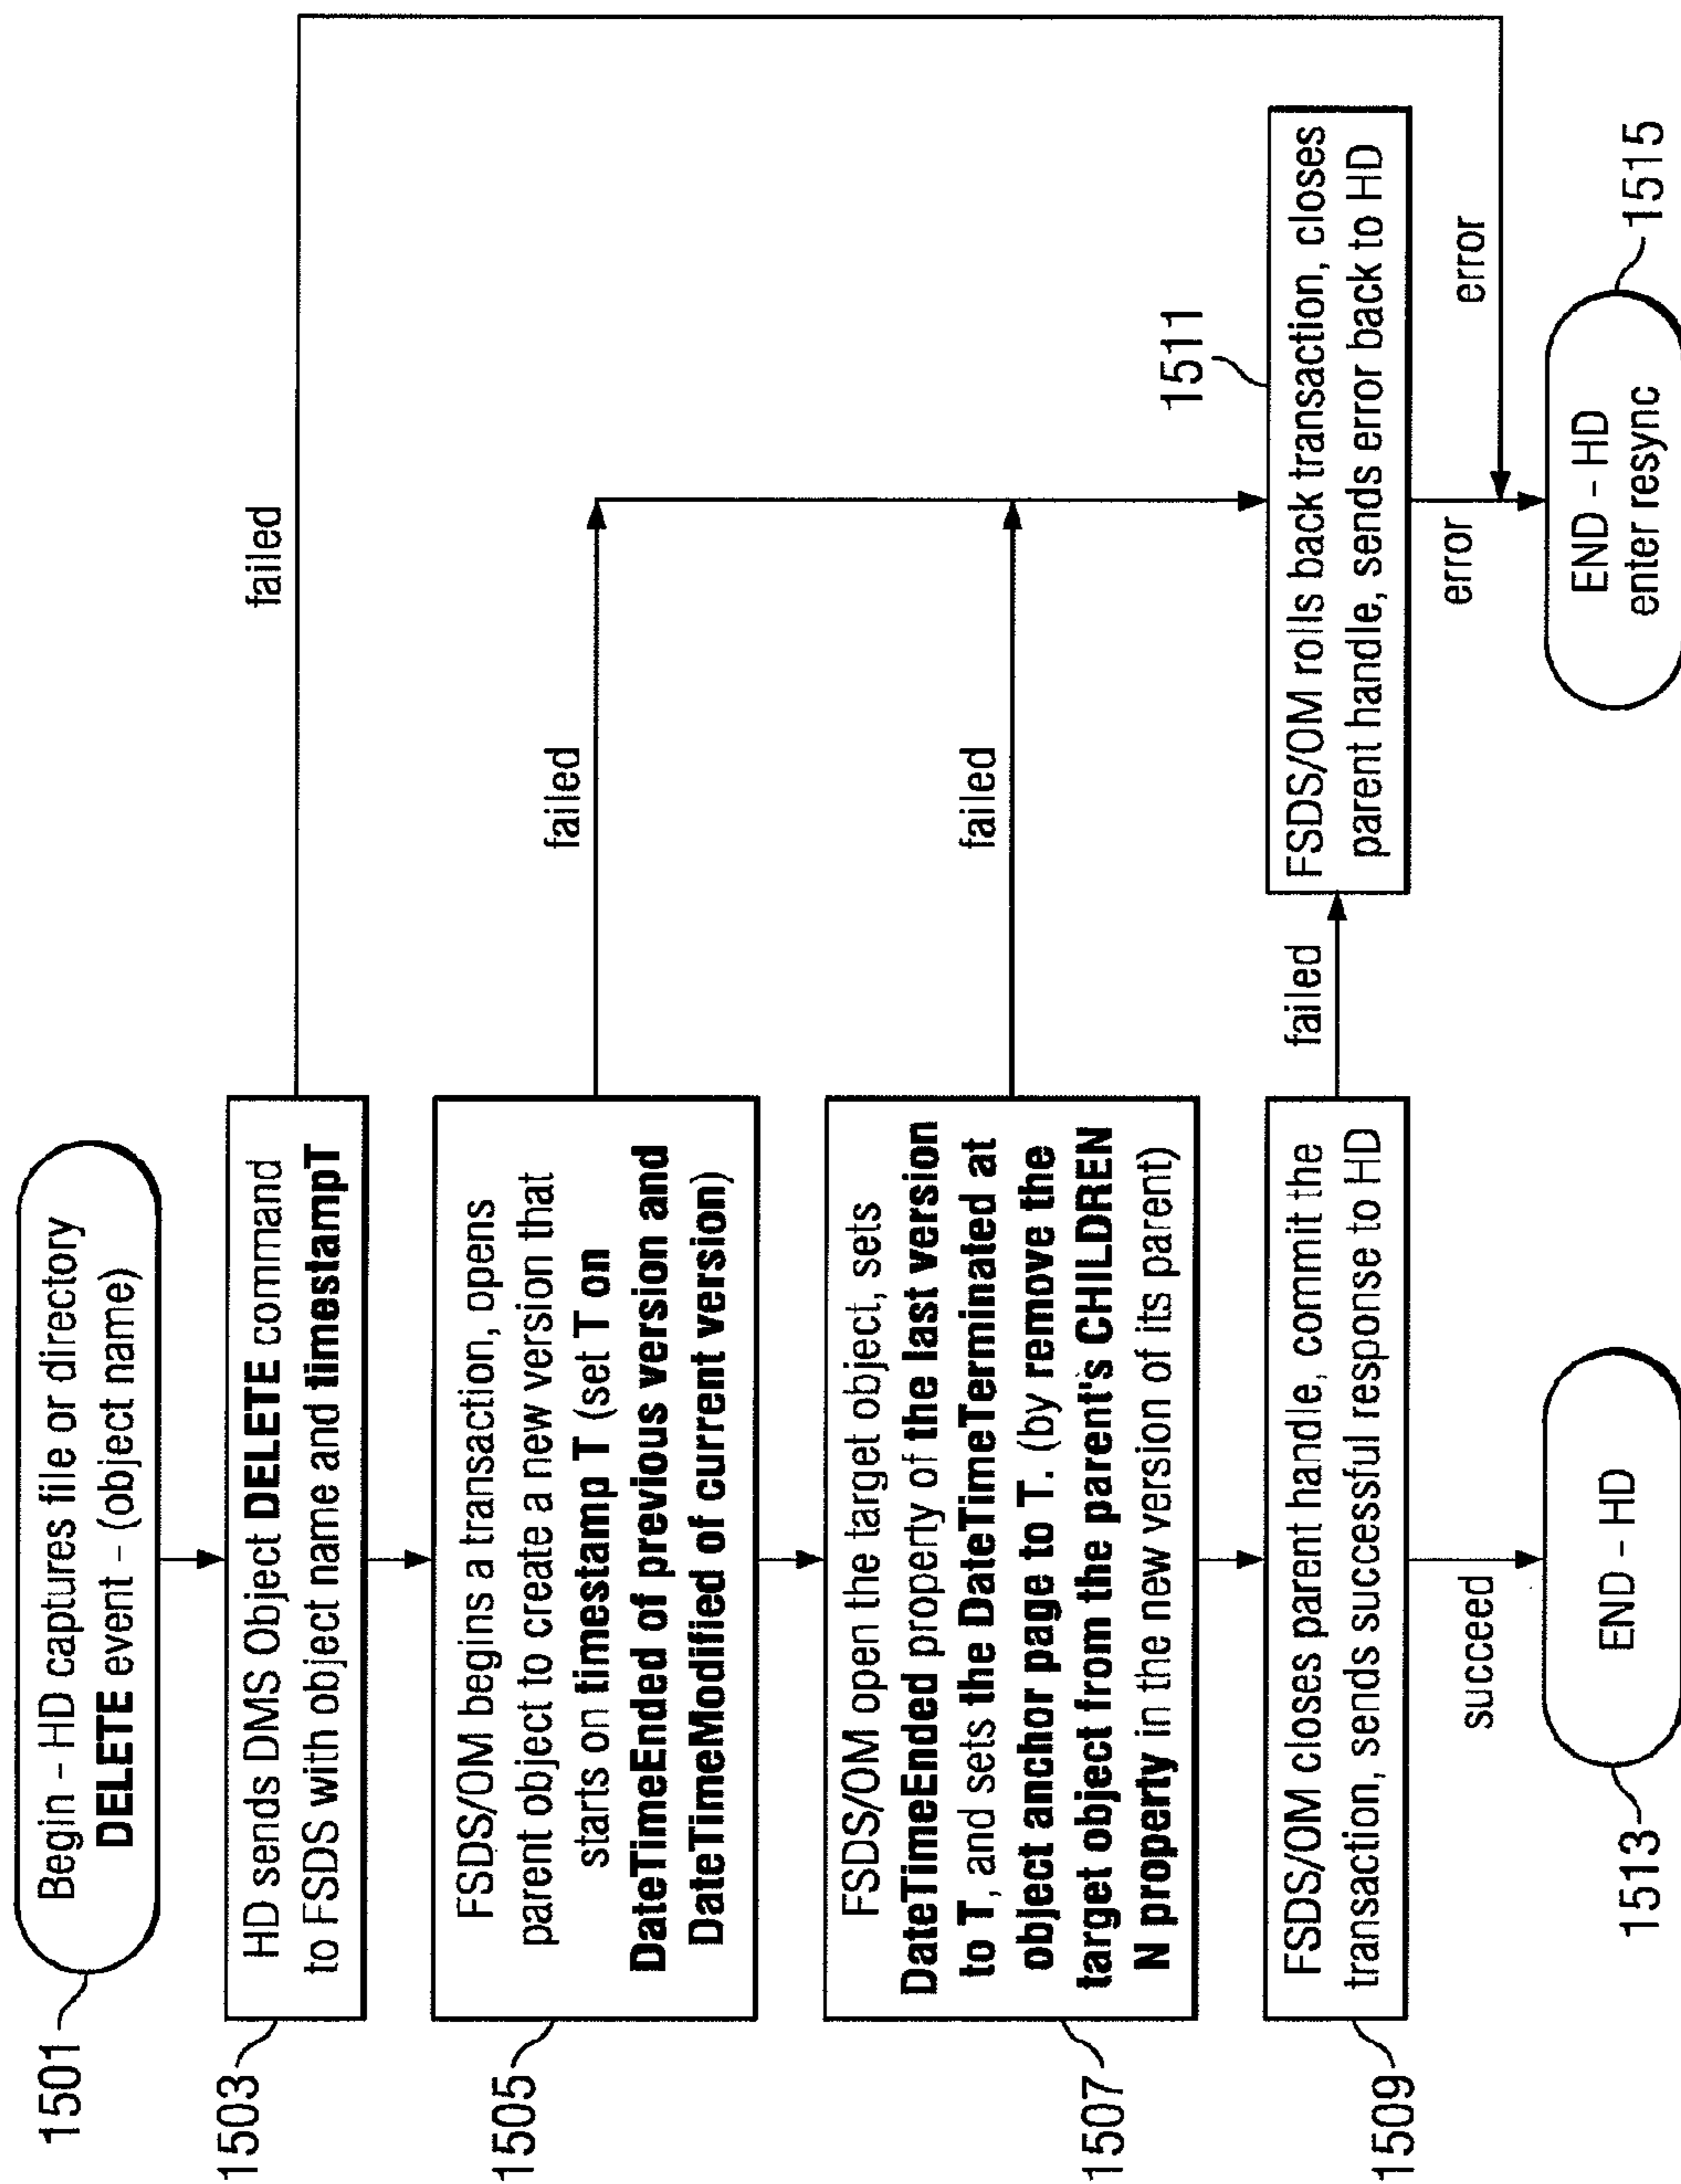 1501
Begin - HD captures file or directory
DELETE event - (object name)
1503
HD sends DMS Object DELETE command
to FSDS with object name and timestampT
failed
1505
FSDS/OM begins a transaction, opens
parent object to create a new version that
starts on timestamp T (set T on
DateTimeEnded of previous version and
DateTimeModified of current version)
failed
1507
FSDS/OM open the target object, sets
DateTimeEnded property of the last version
to T, and sets the DateTimeTerminated at
object anchor page to T. (by remove the
target object from the parent's CHILDREN
N property in the new version of its parent)
failed
1509
FSDS/OM closes parent handle, commit the
transaction, sends successful response to HD
failed
1511
FSDS/OM rolls back transaction, closes
parent handle, sends error back to HD
succeed
error
error
1513
END - HD
END - HD
enter resync
1515